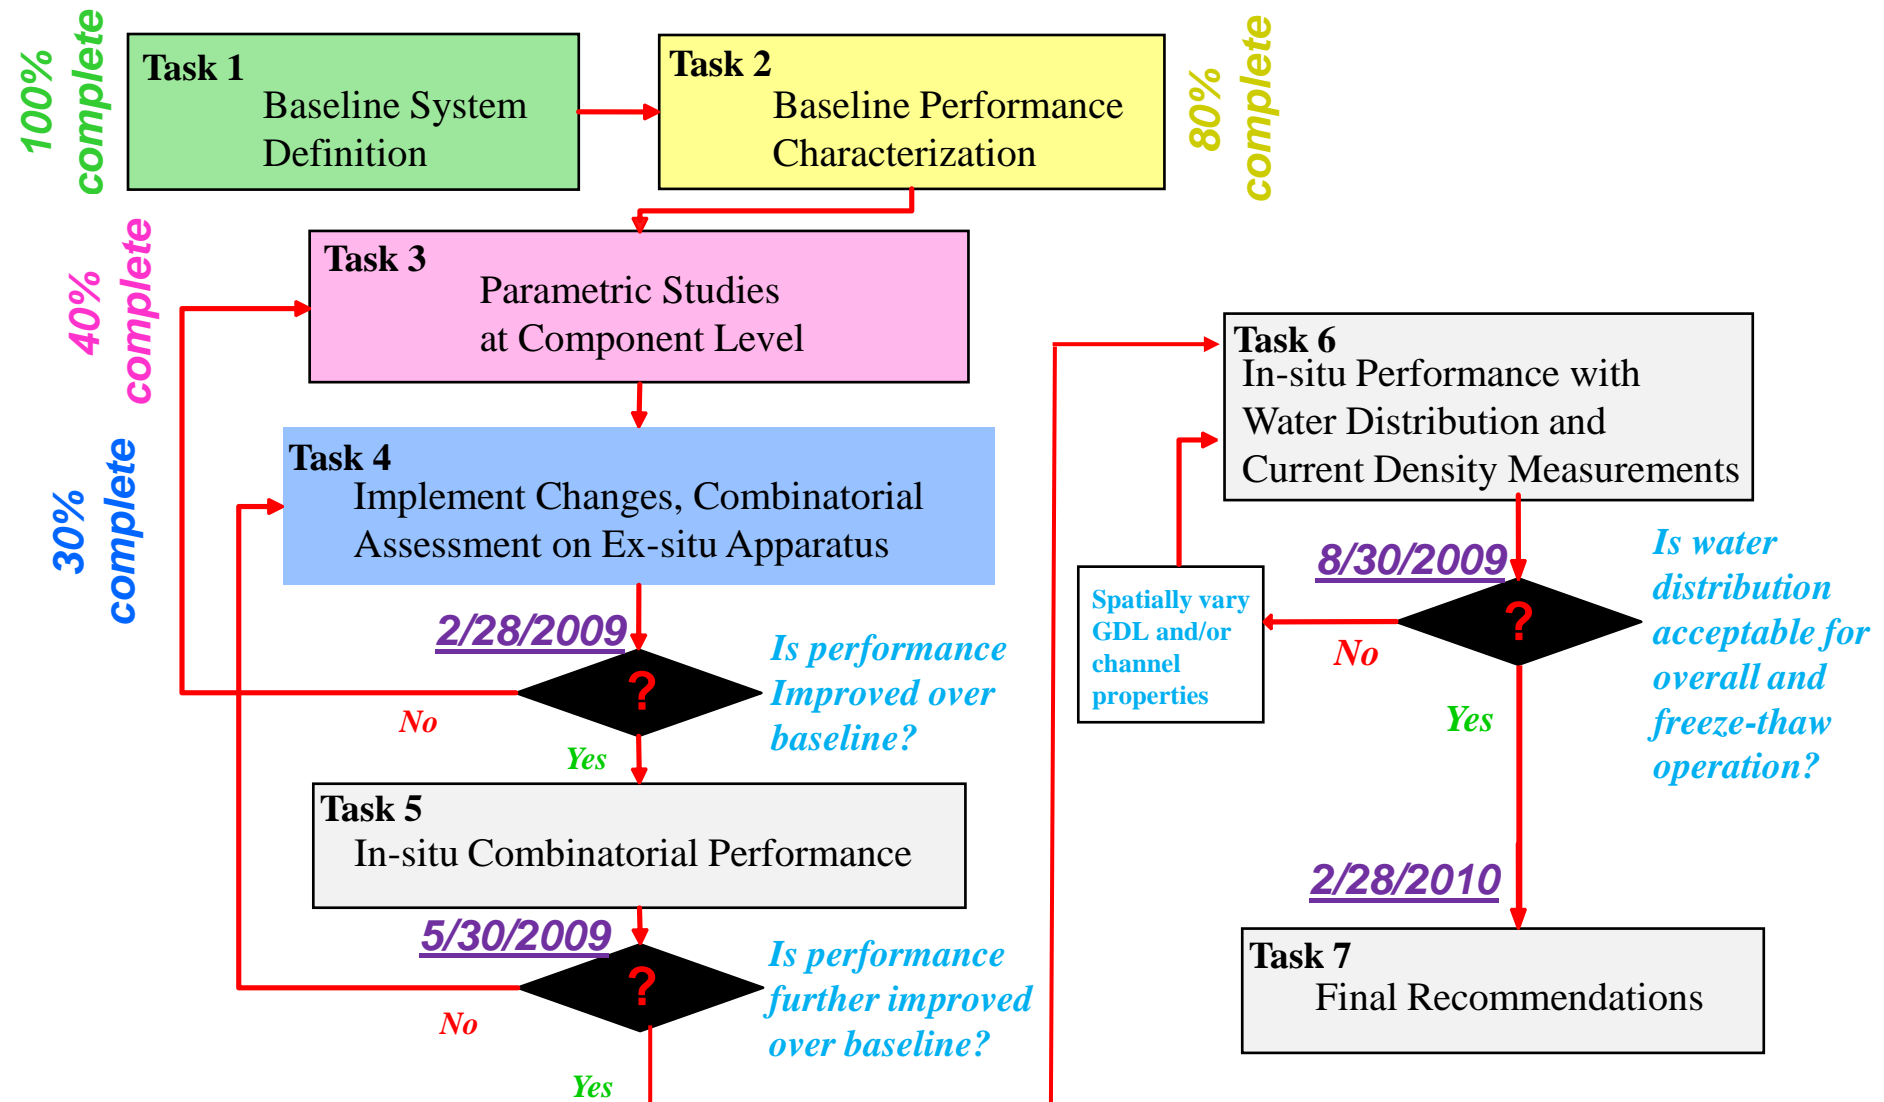 100%
complete
Task 1
Baseline System
Definition
Task 2
Baseline Performance
Characterization
80%
complete
40%
complete
Task 3
Parametric Studies
at Component Level
30%
complete
Task 4
Implement Changes, Combinatorial
Assessment on Ex-situ Apparatus
2/28/2009
?
Is performance
Improved over
baseline?
No
Yes
Task 5
In-situ Combinatorial Performance
5/30/2009
?
Is performance
further improved
over baseline?
No
Yes
Task 6
In-situ Performance with
Water Distribution and
Current Density Measurements
8/30/2009
?
Is water
distribution
acceptable for
overall and
freeze-thaw
operation?
No
Spatially vary
GDL and/or
channel
properties
Yes
2/28/2010
Task 7
Final Recommendations